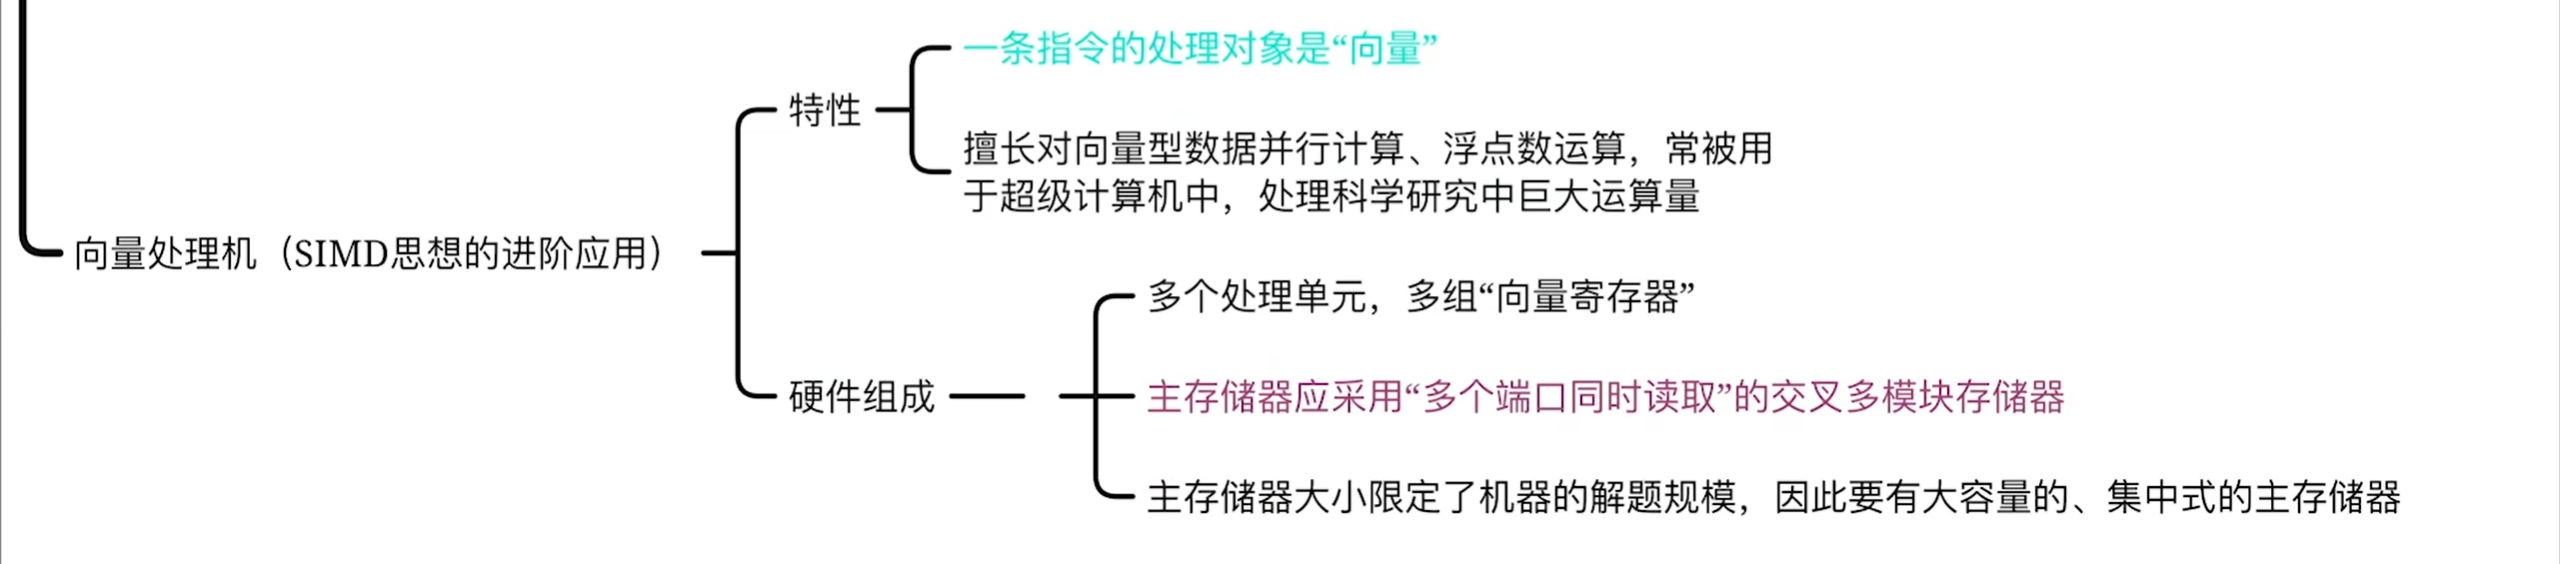 一条指令的处理对象是“向量”
特性
擅长对向量型数据并行计算、浮点数运算，常被用
于超级计算机中，处理科学研究中巨大运算量
向量处理机（SIMD思想的进阶应用）
多个处理单元，多组“向量寄存器”
硬件组成
主存储器应采用“多个端口同时读取”的交叉多模块存储器
主存储器大小限定了机器的解题规模，因此要有大容量的、集中式的主存储器